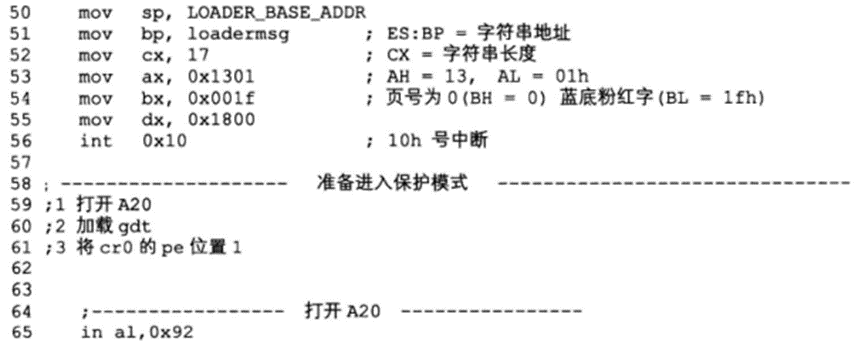 50 mov sp, LOADER_BASE_ADDR
51 mov bp, loadermsg ; ES:BP = 字符串地址
52 mov cx, 17 ; CX = 字符串长度
53 mov ax, 0x1301 ; AH = 13, AL = 01h
54 mov bx, 0x001f ; 页号为 0(BH = 0) 蓝底粉红字(BL = 1fh)
55 mov dx, 0x1800
56 int 0x10 ; 10h 号中断
57
58 ; -------------------- 准备进入保护模式 -------------------------------
59 ;1 打开 A20
60 ;2 加载 gdt
61 ;3 将 cr0 的 pe 位置 1
62
63
64 ;----------------- 打开 A20 ----------------
65 in al,0x92